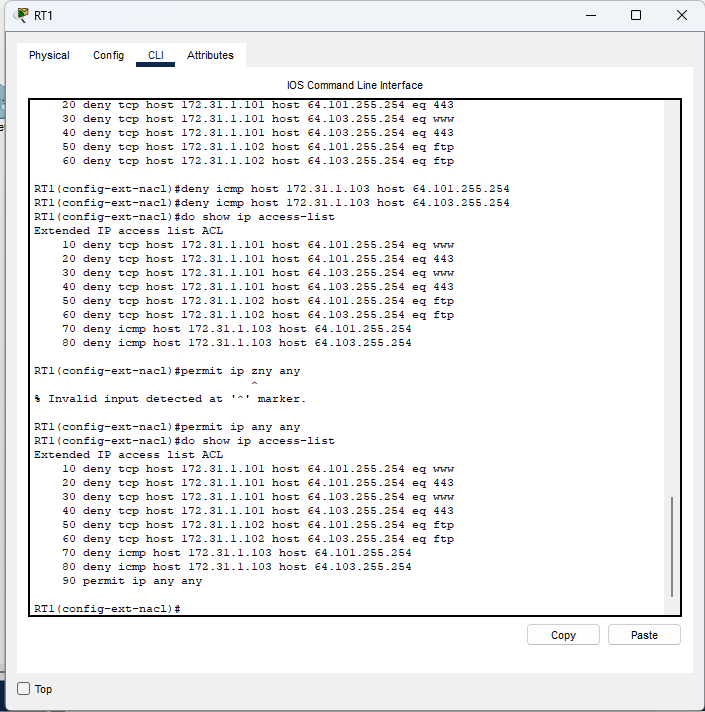 RT1
Physical Config CLI Attributes
IOS Command Line Interface
20 deny tcp host 172.31.1.101 host 64.101.255.254 eq 443
30 deny tcp host 172.31.1.101 host 64.103.255.254 eq www
40 deny tcp host 172.31.1.101 host 64.103.255.254 eq 443
50 deny tcp host 172.31.1.102 host 64.101.255.254 eq ftp
60 deny tcp host 172.31.1.102 host 64.103.255.254 eq ftp
RT1(config-ext-nacl)#deny icmp host 172.31.1.103 host 64.101.255.254
RT1(config-ext-nacl)#deny icmp host 172.31.1.103 host 64.103.255.254
RT1(config-ext-nacl)#do show ip access-list
Extended IP access list ACL
10 deny tcp host 172.31.1.101 host 64.101.255.254 eq www
20 deny tcp host 172.31.1.101 host 64.101.255.254 eq 443
30 deny tcp host 172.31.1.101 host 64.103.255.254 eq www
40 deny tcp host 172.31.1.101 host 64.103.255.254 eq 443
50 deny tcp host 172.31.1.102 host 64.101.255.254 eq ftp
60 deny tcp host 172.31.1.102 host 64.103.255.254 eq ftp
70 deny icmp host 172.31.1.103 host 64.101.255.254
80 deny icmp host 172.31.1.103 host 64.103.255.254
RT1(config-ext-nacl)#permit ip zny any
^
% Invalid input detected at '^' marker.
RT1(config-ext-nacl)#permit ip any any
RT1(config-ext-nacl)#do show ip access-list
Extended IP access list ACL
10 deny tcp host 172.31.1.101 host 64.101.255.254 eq www
20 deny tcp host 172.31.1.101 host 64.101.255.254 eq 443
30 deny tcp host 172.31.1.101 host 64.103.255.254 eq www
40 deny tcp host 172.31.1.101 host 64.103.255.254 eq 443
50 deny tcp host 172.31.1.102 host 64.101.255.254 eq ftp
60 deny tcp host 172.31.1.102 host 64.103.255.254 eq ftp
70 deny icmp host 172.31.1.103 host 64.101.255.254
80 deny icmp host 172.31.1.103 host 64.103.255.254
90 permit ip any any
RT1(config-ext-nacl)#
Copy Paste
Top